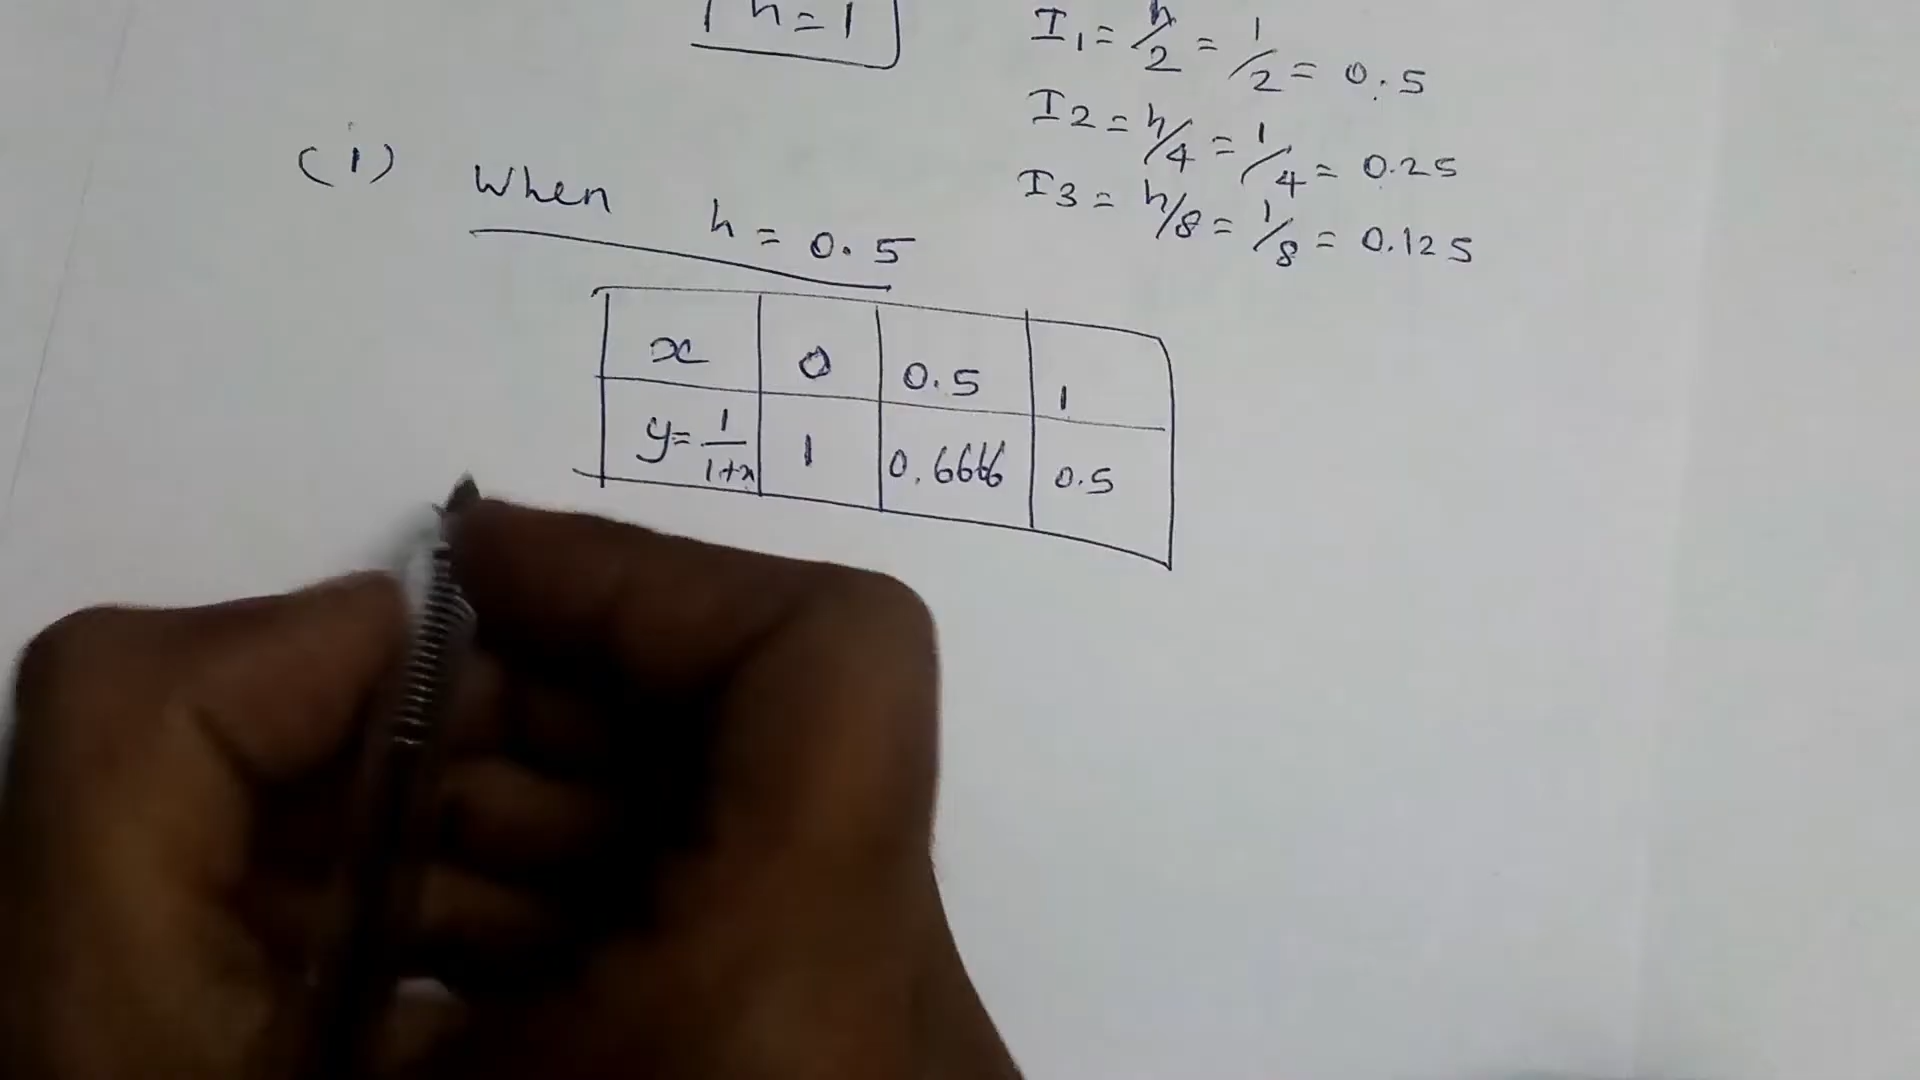 h=1
I1 = h/2 = 1/2 = 0.5
I2 = h/4 = 1/4 = 0.25
I3 = h/8 = 1/8 = 0.125
(1) When h = 0.5
x 0 0.5 1
y= 1/1+x 1 0.6666 0.5